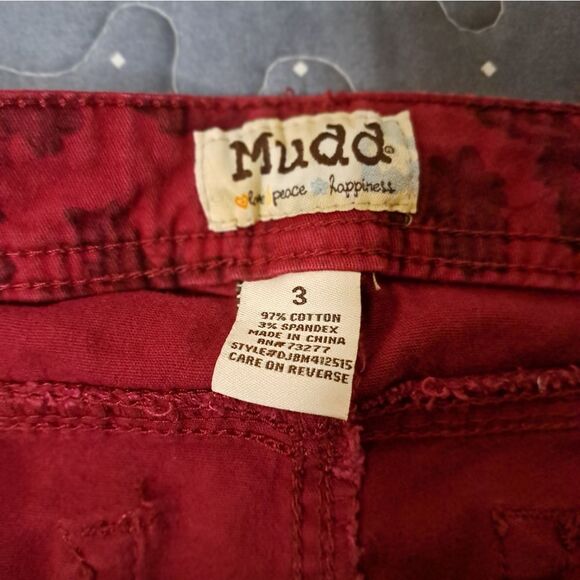 Mudd®
love peace happiness
3
97% COTTON
3% SPANDEX
MADE IN CHINA
RN# 73277
STYLE#DJBM412515
CARE ON REVERSE